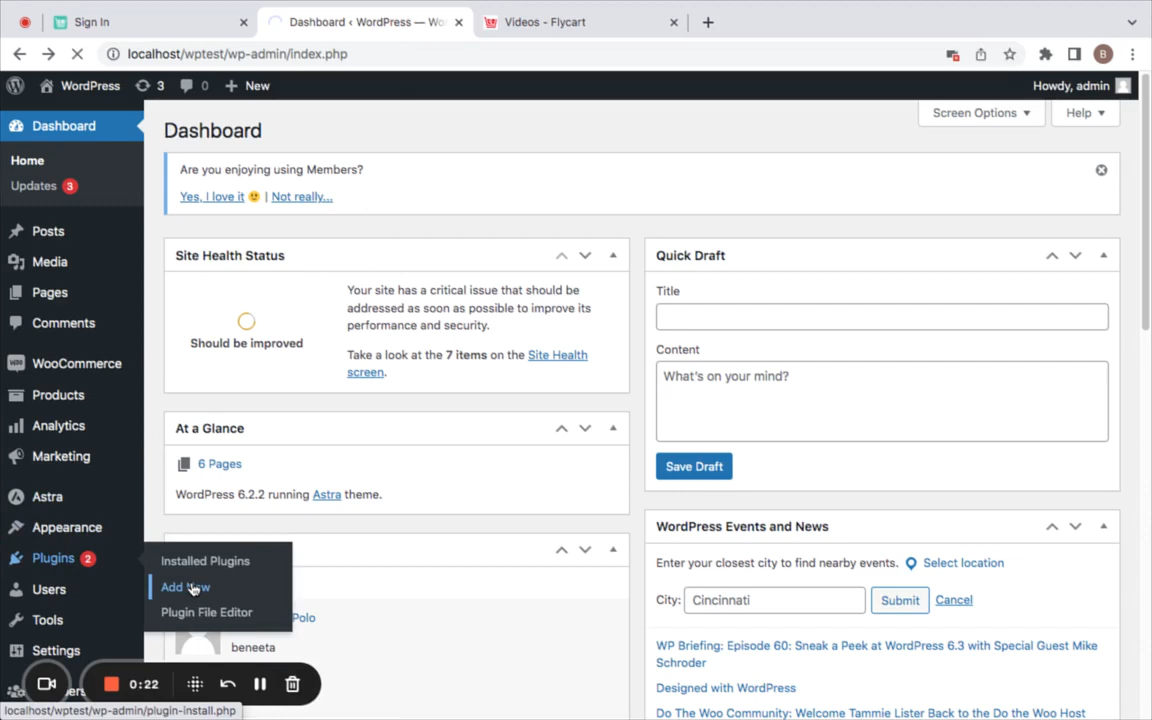 Sign In
Dashboard ‹ WordPress — Wo
Videos - Flycart
localhost/wptest/wp-admin/index.php
B
WordPress 3 0 New
Howdy, admin
Dashboard
Home
Updates 3
Posts
Media
Pages
Comments
WooCommerce
Products
Analytics
Marketing
Astra
Appearance
Plugins 2
Users
Tools
Settings
Installed Plugins
Add New
Plugin File Editor
Screen Options
Help
Dashboard
Are you enjoying using Members?
Yes, I love it | Not really...
Site Health Status
Should be improved
Your site has a critical issue that should be
addressed as soon as possible to improve its
performance and security.
Take a look at the 7 items on the Site Health
screen.
At a Glance
6 Pages
WordPress 6.2.2 running Astra theme.
Polo
beneeta
Quick Draft
Title
Content
What's on your mind?
Save Draft
WordPress Events and News
Enter your closest city to find nearby events. Select location
City: Cincinnati Submit Cancel
WP Briefing: Episode 60: Sneak a Peek at WordPress 6.3 with Special Guest Mike
Schroder
Designed with WordPress
Do The Woo Community: Welcome Tammie Lister Back to the Do the Woo Host
0:22
localhost/wptest/wp-admin/plugin-install.php